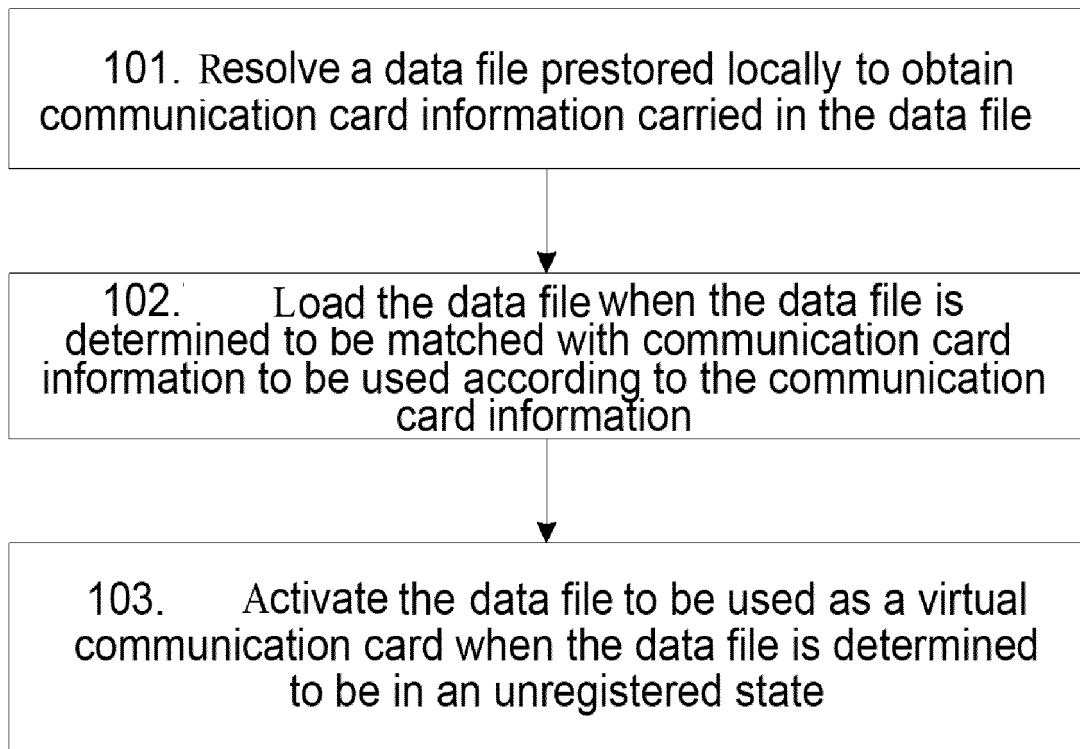 101. Resolve a data file prestored locally to obtain
communication card information carried in the data file
102. Load the data file when the data file is
determined to be matched with communication card
information to be used according to the communication
card information
103. Activate the data file to be used as a virtual
communication card when the data file is determined
to be in an unregistered state